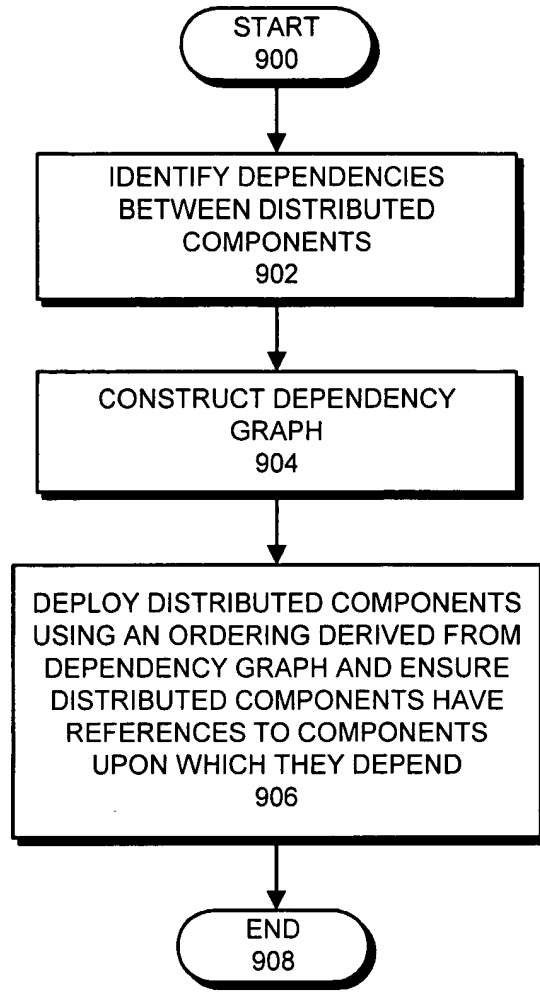 START
900
IDENTIFY DEPENDENCIES
BETWEEN DISTRIBUTED
COMPONENTS
902
CONSTRUCT DEPENDENCY
GRAPH
904
DEPLOY DISTRIBUTED COMPONENTS
USING AN ORDERING DERIVED FROM
DEPENDENCY GRAPH AND ENSURE
DISTRIBUTED COMPONENTS HAVE
REFERENCES TO COMPONENTS
UPON WHICH THEY DEPEND
906
END
908